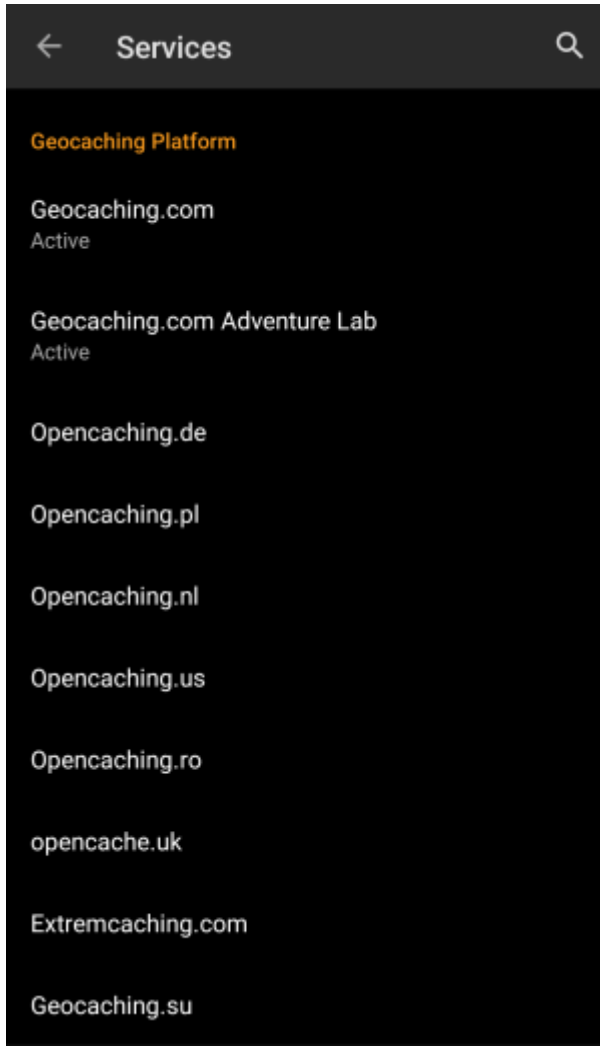 Services
Geocaching Platform
Geocaching.com
Active
Geocaching.com Adventure Lab
Active
Opencaching.de
Opencaching.pl
Opencaching.nl
Opencaching.us
Opencaching.ro
opencache.uk
Extremcaching.com
Geocaching.su